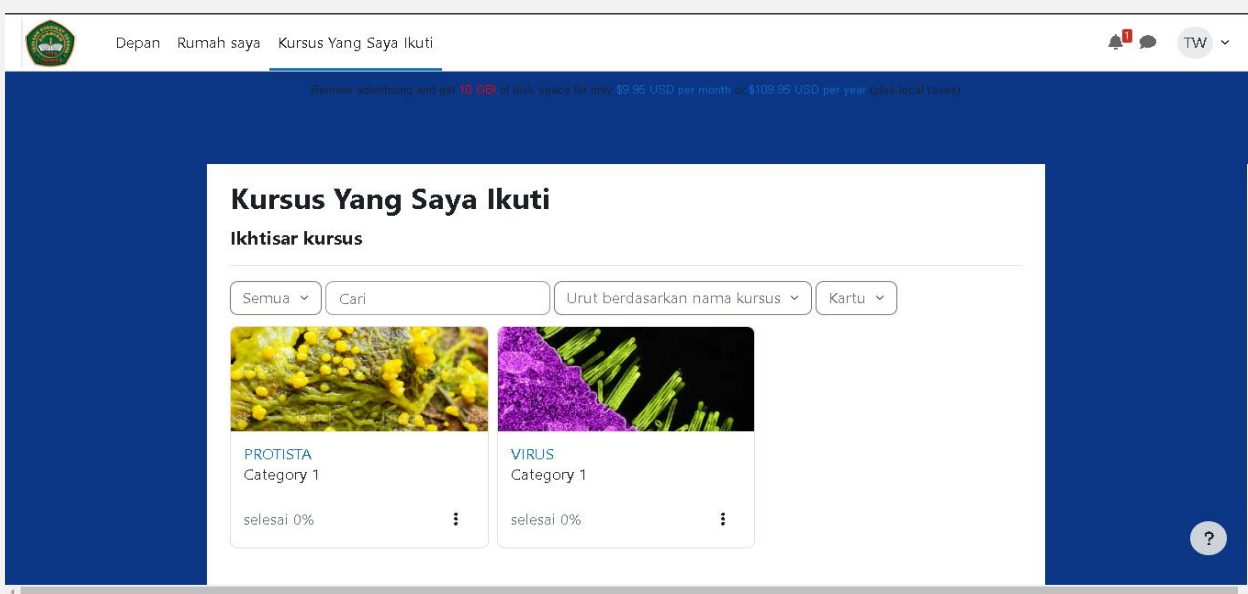 Depan Rumah saya Kursus Yang Saya Ikuti
1
TW
Remove advertising and get 10 GB! of disk space for only $9.95 USD per month or $109.95 USD per year (plus local taxes)
Kursus Yang Saya Ikuti
Ikhtisar kursus
Semua Cari Urut berdasarkan nama kursus Kartu
PROTISTA
Category 1
selesai 0%
VIRUS
Category 1
selesai 0%
?